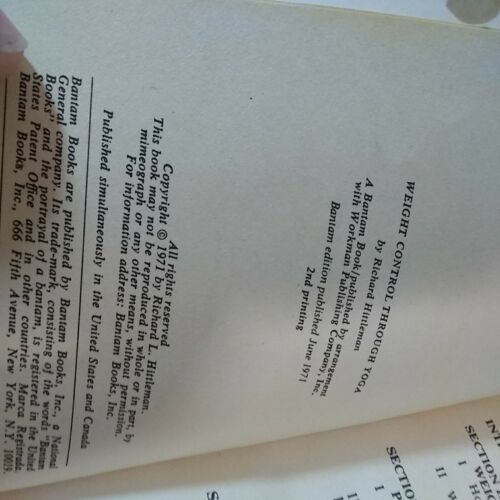 WEIGHT CONTROL THROUGH YOGA
by Richard Hittleman
A Bantam Book/published by arrangement
with Workman Publishing Company, Inc.
Bantam edition published June 1971
2nd printing
All rights reserved.
Copyright © 1971 by Richard L. Hittleman.
This book may not be reproduced in whole or in part, by
mimeograph or any other means, without permission.
For information address: Bantam Books, Inc.
Published simultaneously in the United States and Canada
Bantam Books are published by Bantam Books, Inc., a National
General company. Its trade-mark, consisting of the words "Bantam
Books" and the portrayal of a bantam, is registered in the United
States Patent Office and in other countries. Marca Registrada.
Bantam Books, Inc., 666 Fifth Avenue, New York, N.Y. 10019.
SECTION
I
WEI
II
SECTION
I